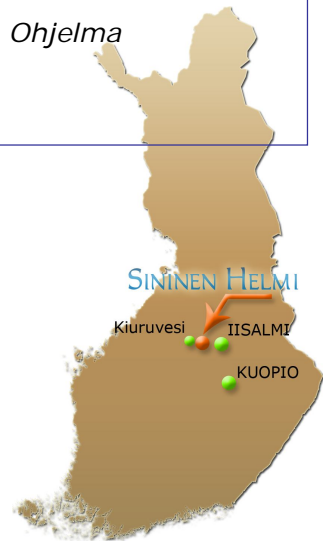 Ohjelma
SININEN HELMI
Kiuruvesi
IISALMI
KUOPIO